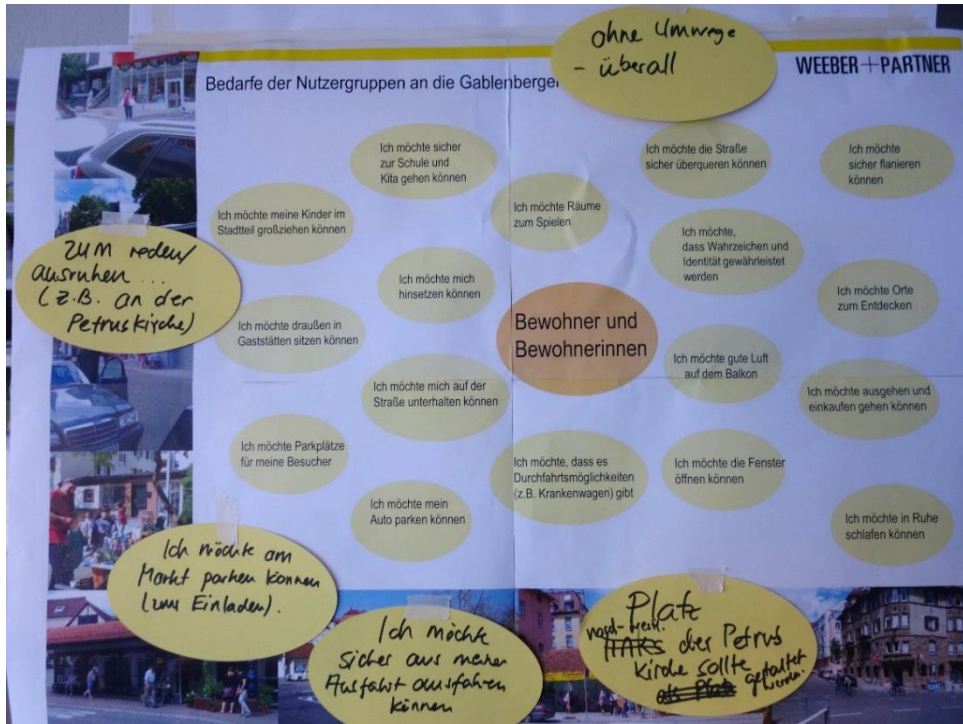 ohne Umwege
- überall
WEEBER+PARTNER
Bedarfe der Nutzergruppen an die Gablenberge
Ich möchte sicher
zur Schule und
Kita gehen können
Ich möchte die Straße
sicher überqueren können
Ich möchte
sicher flanieren
können
Ich möchte meine Kinder im
Stadtteil großziehen können
Ich möchte Räume
zum Spielen
Ich möchte,
dass Wahrzeichen und
Identität gewährleistet
werden
zum reden/
ausruhen ...
(z.B. an der
Petruskirche)
Ich möchte mich
hinsetzen können
Ich möchte Orte
zum Entdecken
Bewohner und
Bewohnerinnen
Ich möchte draußen in
Gaststätten sitzen können
Ich möchte gute Luft
auf dem Balkon
Ich möchte mich auf der
Straße unterhalten können
Ich möchte ausgehen und
einkaufen gehen können
Ich möchte Parkplätze
für meine Besucher
Ich möchte, dass es
Durchfahrtsmöglichkeiten
(z.B. Krankenwagen) gibt
Ich möchte die Fenster
öffnen können
Ich möchte mein
Auto parken können
Ich möchte in Ruhe
schlafen können
Ich möchte am
Markt parken können
(zum Einladen).
Ich möchte
sicher aus meiner
Ausfahrt ausfahren
können
Platz
nord-westl.
der Petrus
kirche sollte
gestaltet
werden.